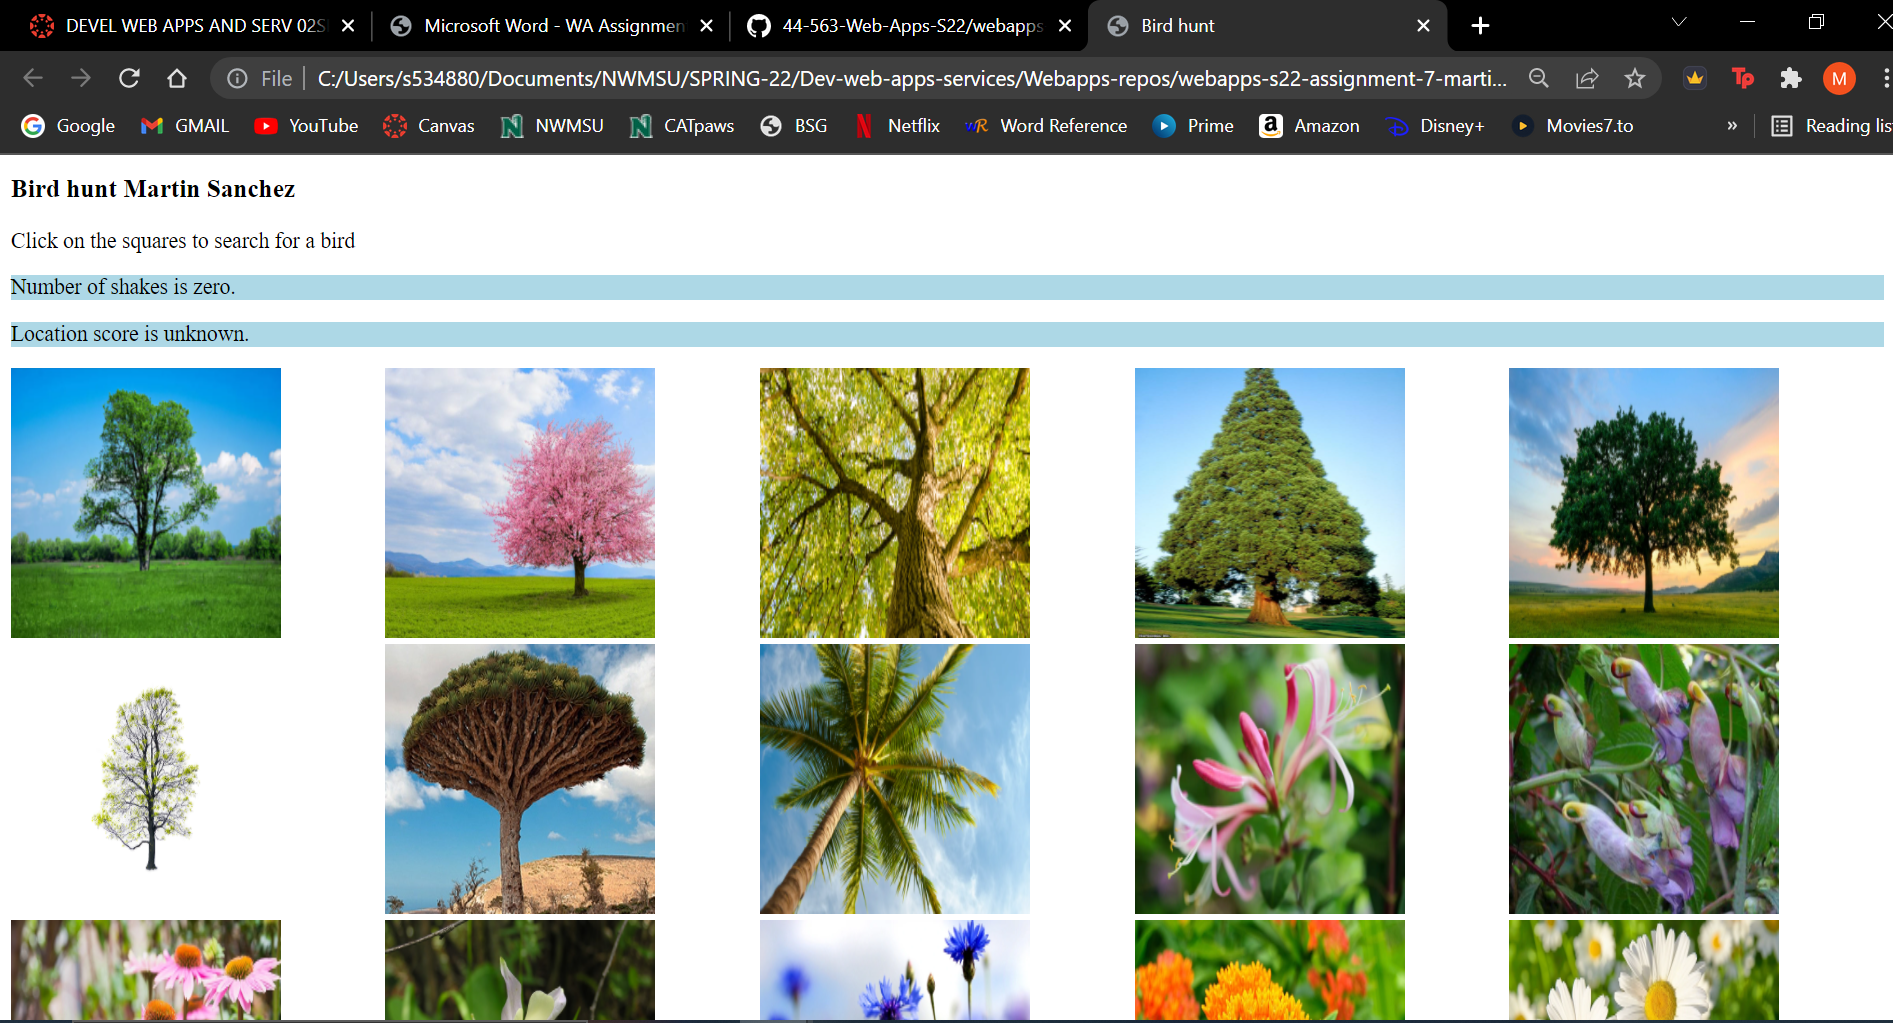 DEVEL WEB APPS AND SERV 02S
Microsoft Word - WA Assignmen
44-563-Web-Apps-S22/webapps
Bird hunt
File
C:/Users/s534880/Documents/NWMSU/SPRING-22/Dev-web-apps-services/Webapps-repos/webapps-s22-assignment-7-marti...
Tp
M
Google
GMAIL
YouTube
Canvas
NWMSU
CATpaws
BSG
Netflix
Word Reference
Prime
Amazon
Disney+
Movies7.to
»
Reading lis
Bird hunt Martin Sanchez
Click on the squares to search for a bird
Number of shakes is zero.
Location score is unknown.